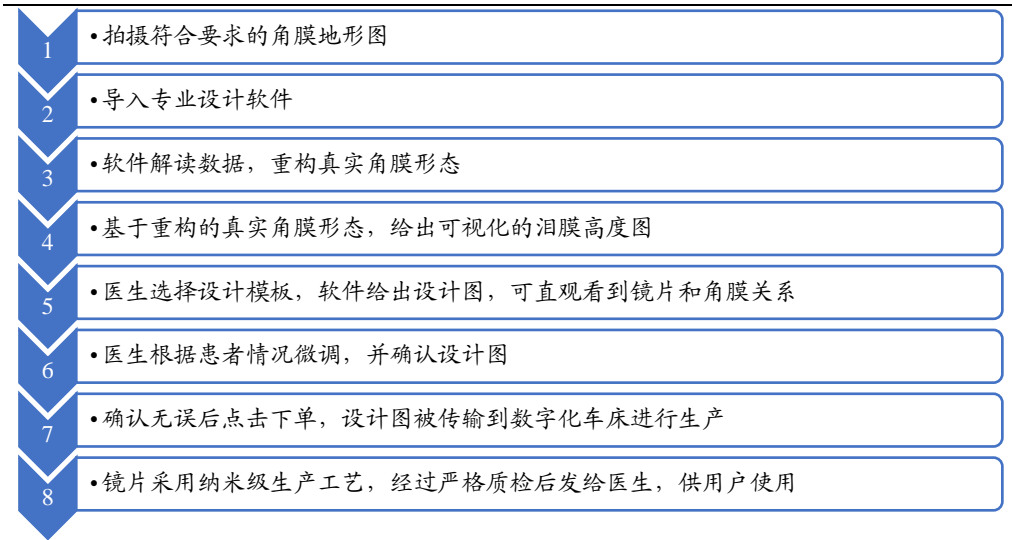 1
•拍摄符合要求的角膜地形图
2
•导入专业设计软件
3
•软件解读数据，重构真实角膜形态
4
•基于重构的真实角膜形态，给出可视化的泪膜高度图
5
•医生选择设计模板，软件给出设计图，可直观看到镜片和角膜关系
6
•医生根据患者情况微调，并确认设计图
7
•确认无误后点击下单，设计图被传输到数字化车床进行生产
8
•镜片采用纳米级生产工艺，经过严格质检后发给医生，供用户使用